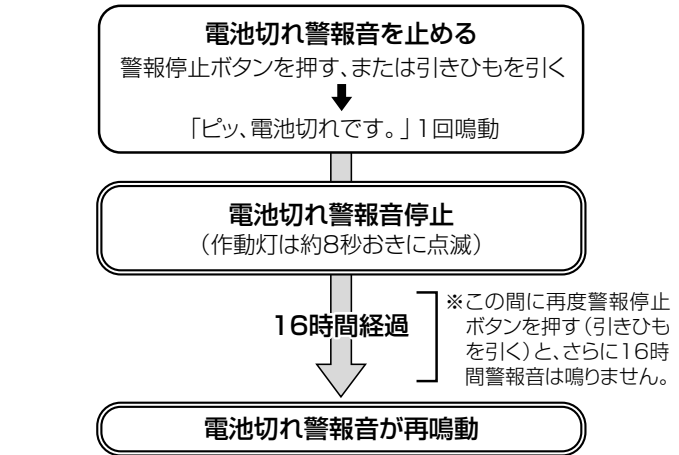 電池切れ警報音を止める
警報停止ボタンを押す、または引きひもを引く
「ピッ、電池切れです。」1回鳴動
電池切れ警報音停止
（作動灯は約8秒おきに点滅）
16時間経過
※この間に再度警報停止
ボタンを押す（引きひも
を引く）と、さらに16時
間警報音は鳴りません。
電池切れ警報音が再鳴動